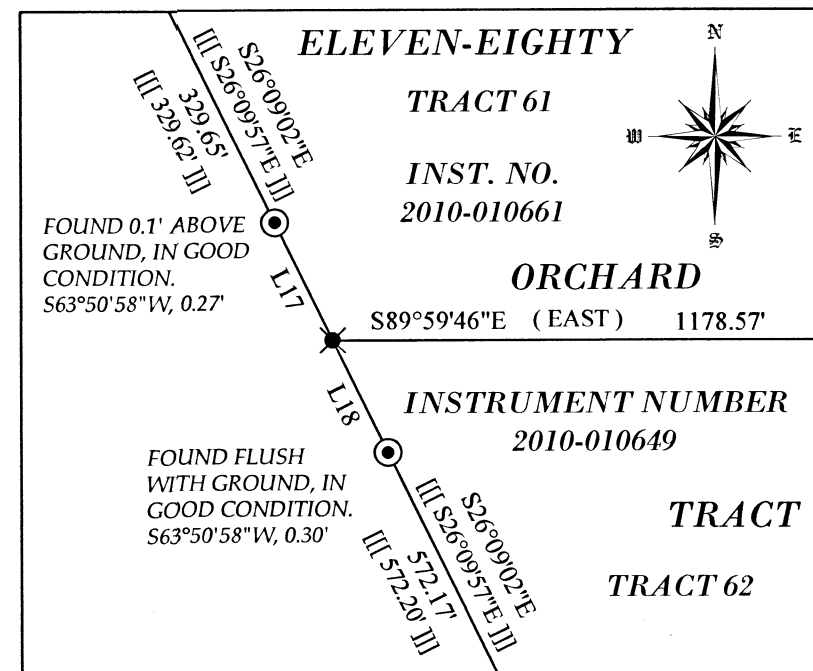 ELEVEN-EIGHTY
TRACT 61
INST. NO.
2010-010661
N
W
E
S
S26°09'02"E
[[[ S26°09'57"E ]]]
329.65'
[[[ 329.62' ]]]
FOUND 0.1' ABOVE
GROUND, IN GOOD
CONDITION.
S63°50'58"W, 0.27'
L17
ORCHARD
S89°59'46"E ( EAST ) 1178.57'
L18
INSTRUMENT NUMBER
2010-010649
FOUND FLUSH
WITH GROUND, IN
GOOD CONDITION.
S63°50'58"W, 0.30'
S26°09'02"E
[[[ S26°09'57"E ]]]
572.17'
[[[ 572.20' ]]]
TRACT
TRACT 62